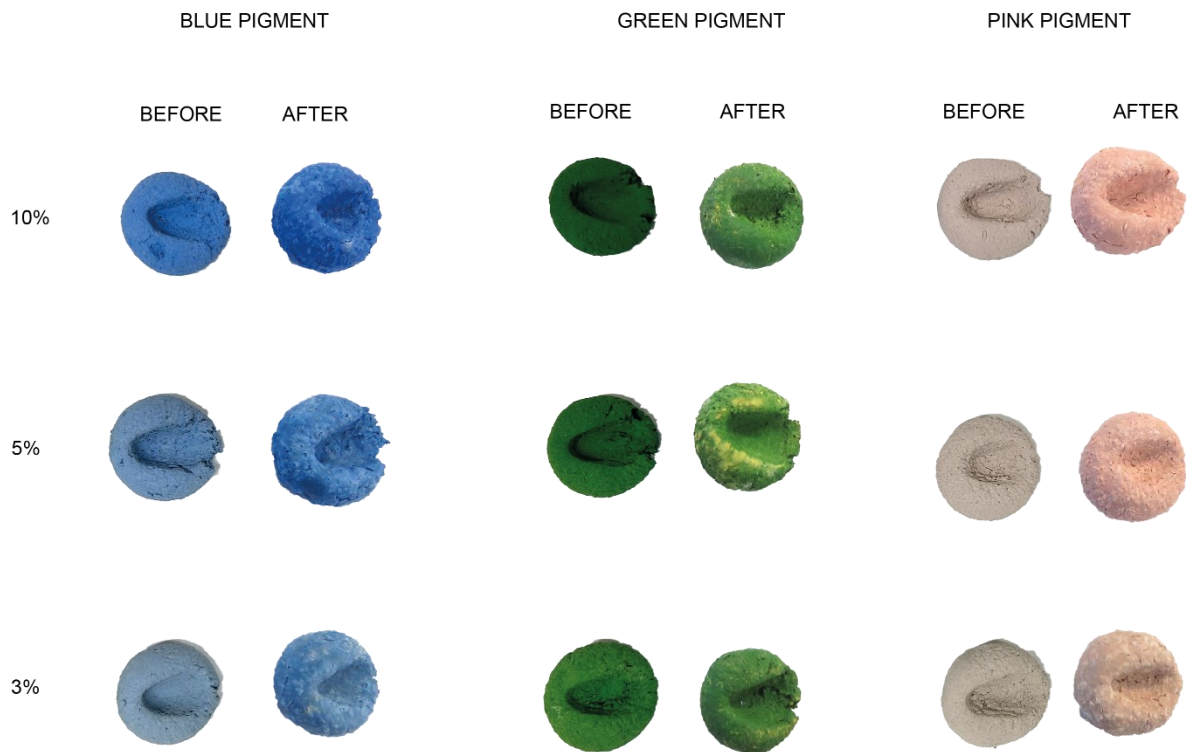 BLUE PIGMENT GREEN PIGMENT PINK PIGMENT
BEFORE AFTER BEFORE AFTER BEFORE AFTER
10%
5%
3%